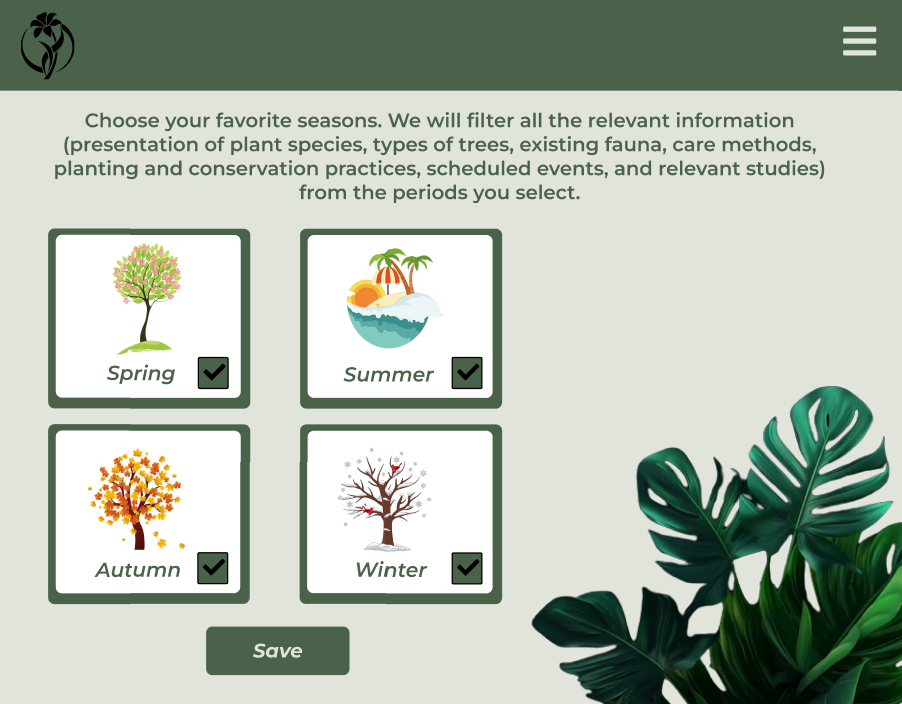 Choose your favorite seasons. We will filter all the relevant information
(presentation of plant species, types of trees, existing fauna, care methods,
planting and conservation practices, scheduled events, and relevant studies)
from the periods you select.
Spring
Summer
Autumn
Winter
Save